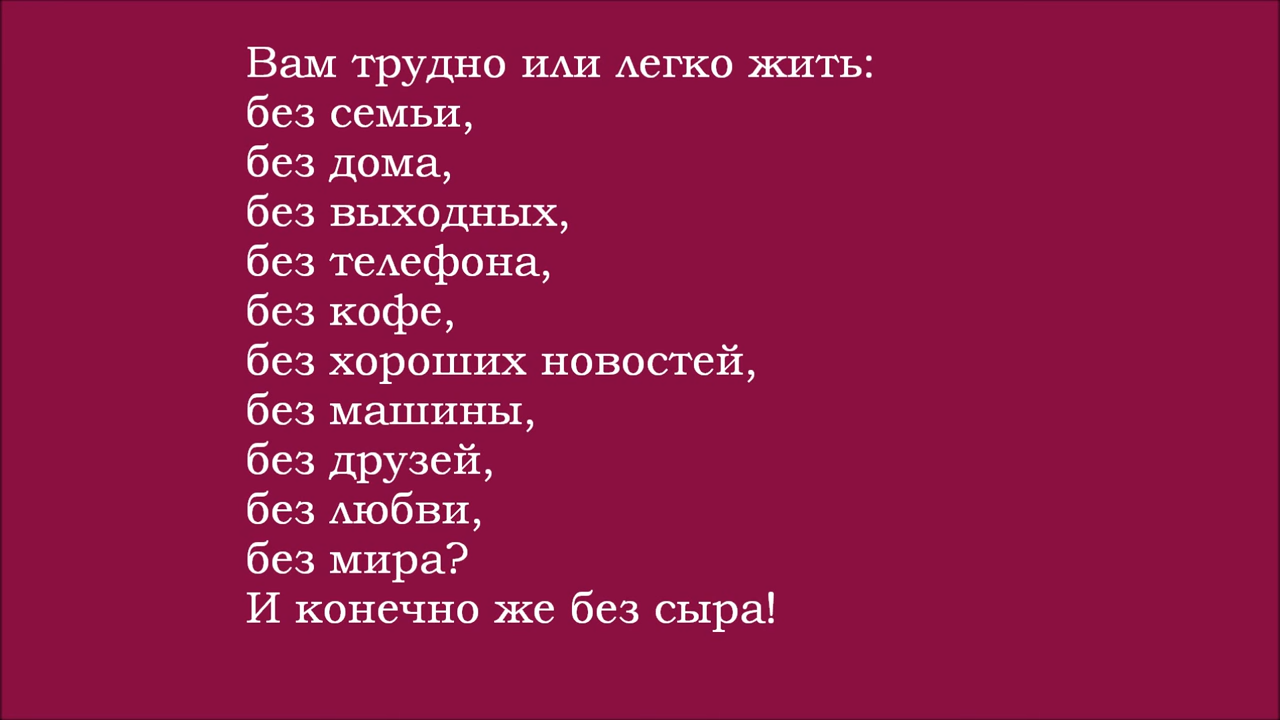 Вам трудно или легко жить:
без семьи,
без дома,
без выходных,
без телефона,
без кофе,
без хороших новостей,
без машины,
без друзей,
без любви,
без мира?
И конечно же без сыра!